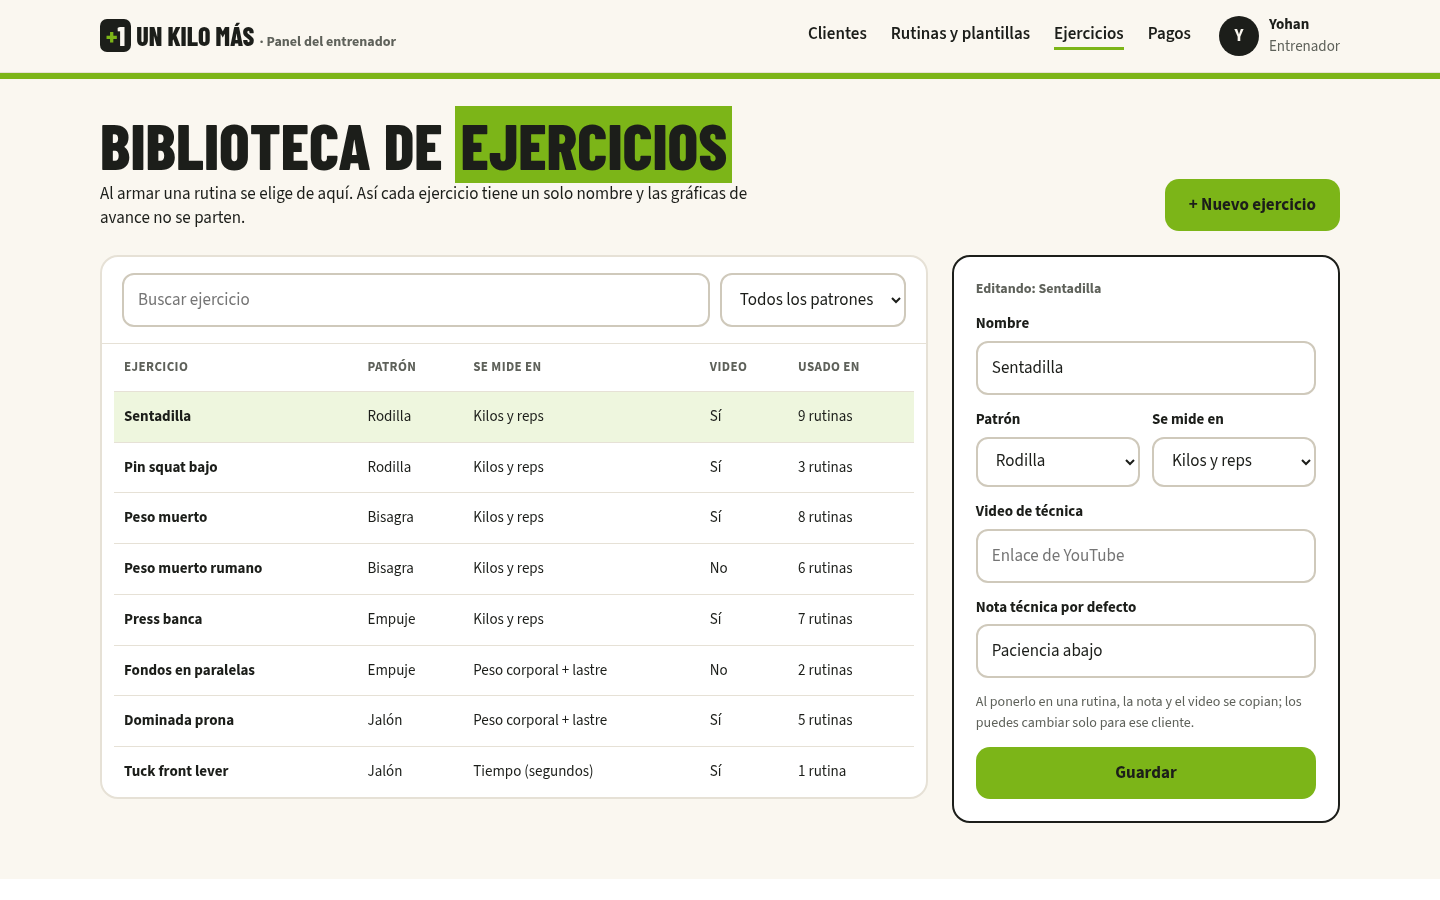 +1 UN KILO MÁS · Panel del entrenador
Clientes Rutinas y plantillas Ejercicios Pagos
Y
Yohan
Entrenador
BIBLIOTECA DE EJERCICIOS
Al armar una rutina se elige de aquí. Así cada ejercicio tiene un solo nombre y las gráficas de
avance no se parten.
+ Nuevo ejercicio
Buscar ejercicio Todos los patrones
EJERCICIO PATRÓN SE MIDE EN VIDEO USADO EN
Sentadilla Rodilla Kilos y reps Sí 9 rutinas
Pin squat bajo Rodilla Kilos y reps Sí 3 rutinas
Peso muerto Bisagra Kilos y reps Sí 8 rutinas
Peso muerto rumano Bisagra Kilos y reps No 6 rutinas
Press banca Empuje Kilos y reps Sí 7 rutinas
Fondos en paralelas Empuje Peso corporal + lastre No 2 rutinas
Dominada prona Jalón Peso corporal + lastre Sí 5 rutinas
Tuck front lever Jalón Tiempo (segundos) Sí 1 rutina
Editando: Sentadilla
Nombre
Sentadilla
Patrón Se mide en
Rodilla Kilos y reps
Video de técnica
Enlace de YouTube
Nota técnica por defecto
Paciencia abajo
Al ponerlo en una rutina, la nota y el video se copian; los
puedes cambiar solo para ese cliente.
Guardar